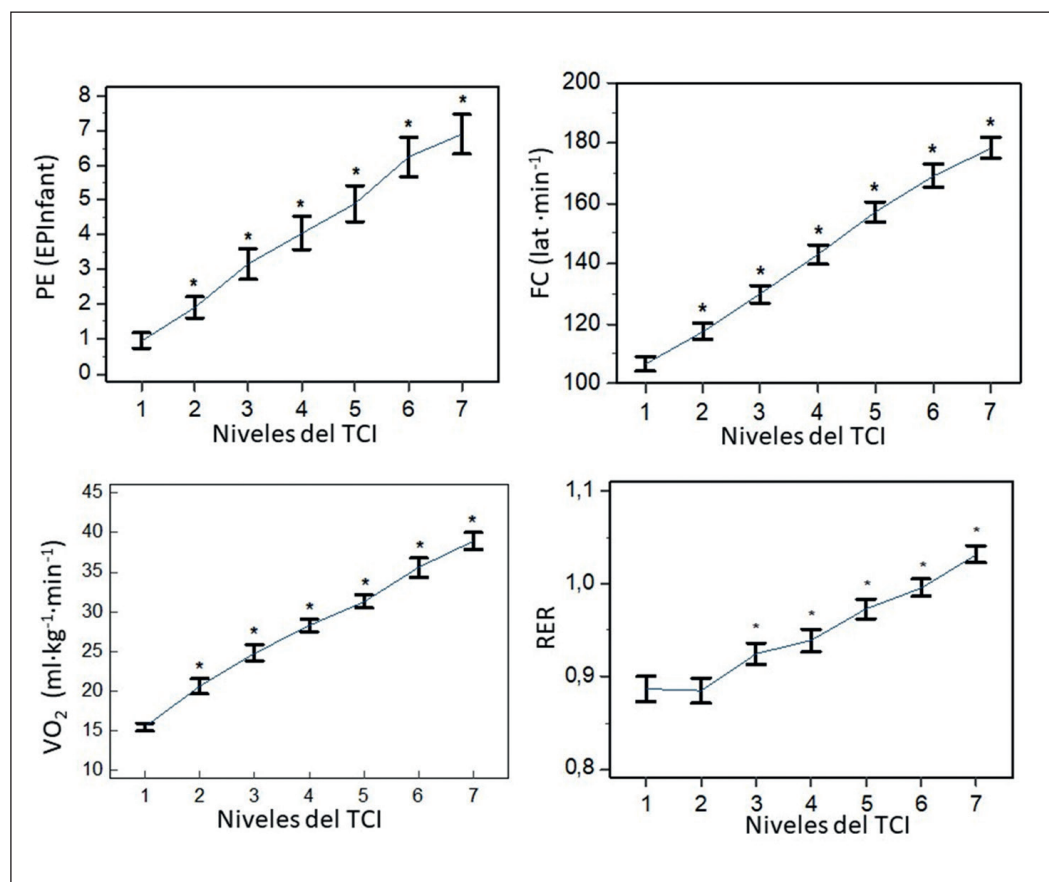 PE (EPInfant)
8
7
6
5
4
3
2
1
0
* * * * * *
1 2 3 4 5 6 7
Niveles del TCI
FC (lat ·min⁻¹)
200
180
160
140
120
100
* * * * * *
1 2 3 4 5 6 7
Niveles del TCI
VO₂ (ml·kg⁻¹·min⁻¹)
45
40
35
30
25
20
15
10
* * * * * *
1 2 3 4 5 6 7
Niveles del TCI
RER
1,1
1,0
0,9
0,8
* * * * *
1 2 3 4 5 6 7
Niveles del TCI